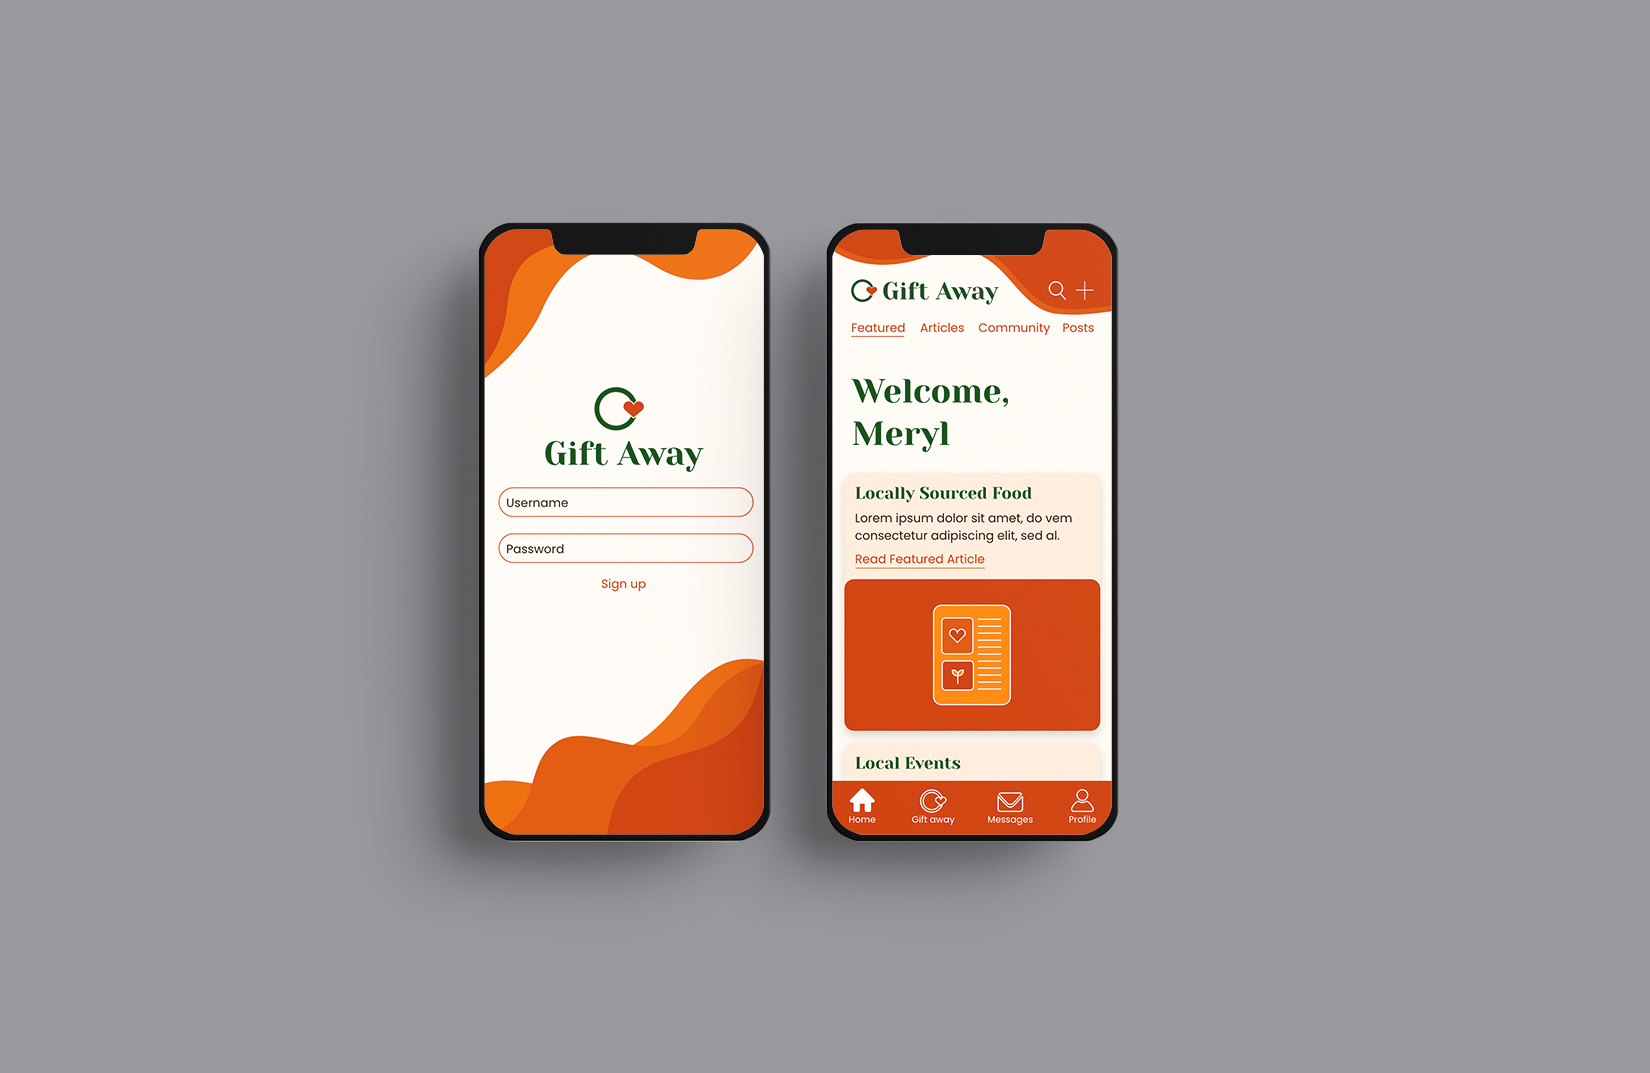 Gift Away
Username
Password
Sign up
Gift Away
Featured Articles Community Posts
Welcome,
Meryl
Locally Sourced Food
Lorem ipsum dolor sit amet, do vem
consectetur adipiscing elit, sed al.
Read Featured Article
Local Events
Home Gift away Messages Profile